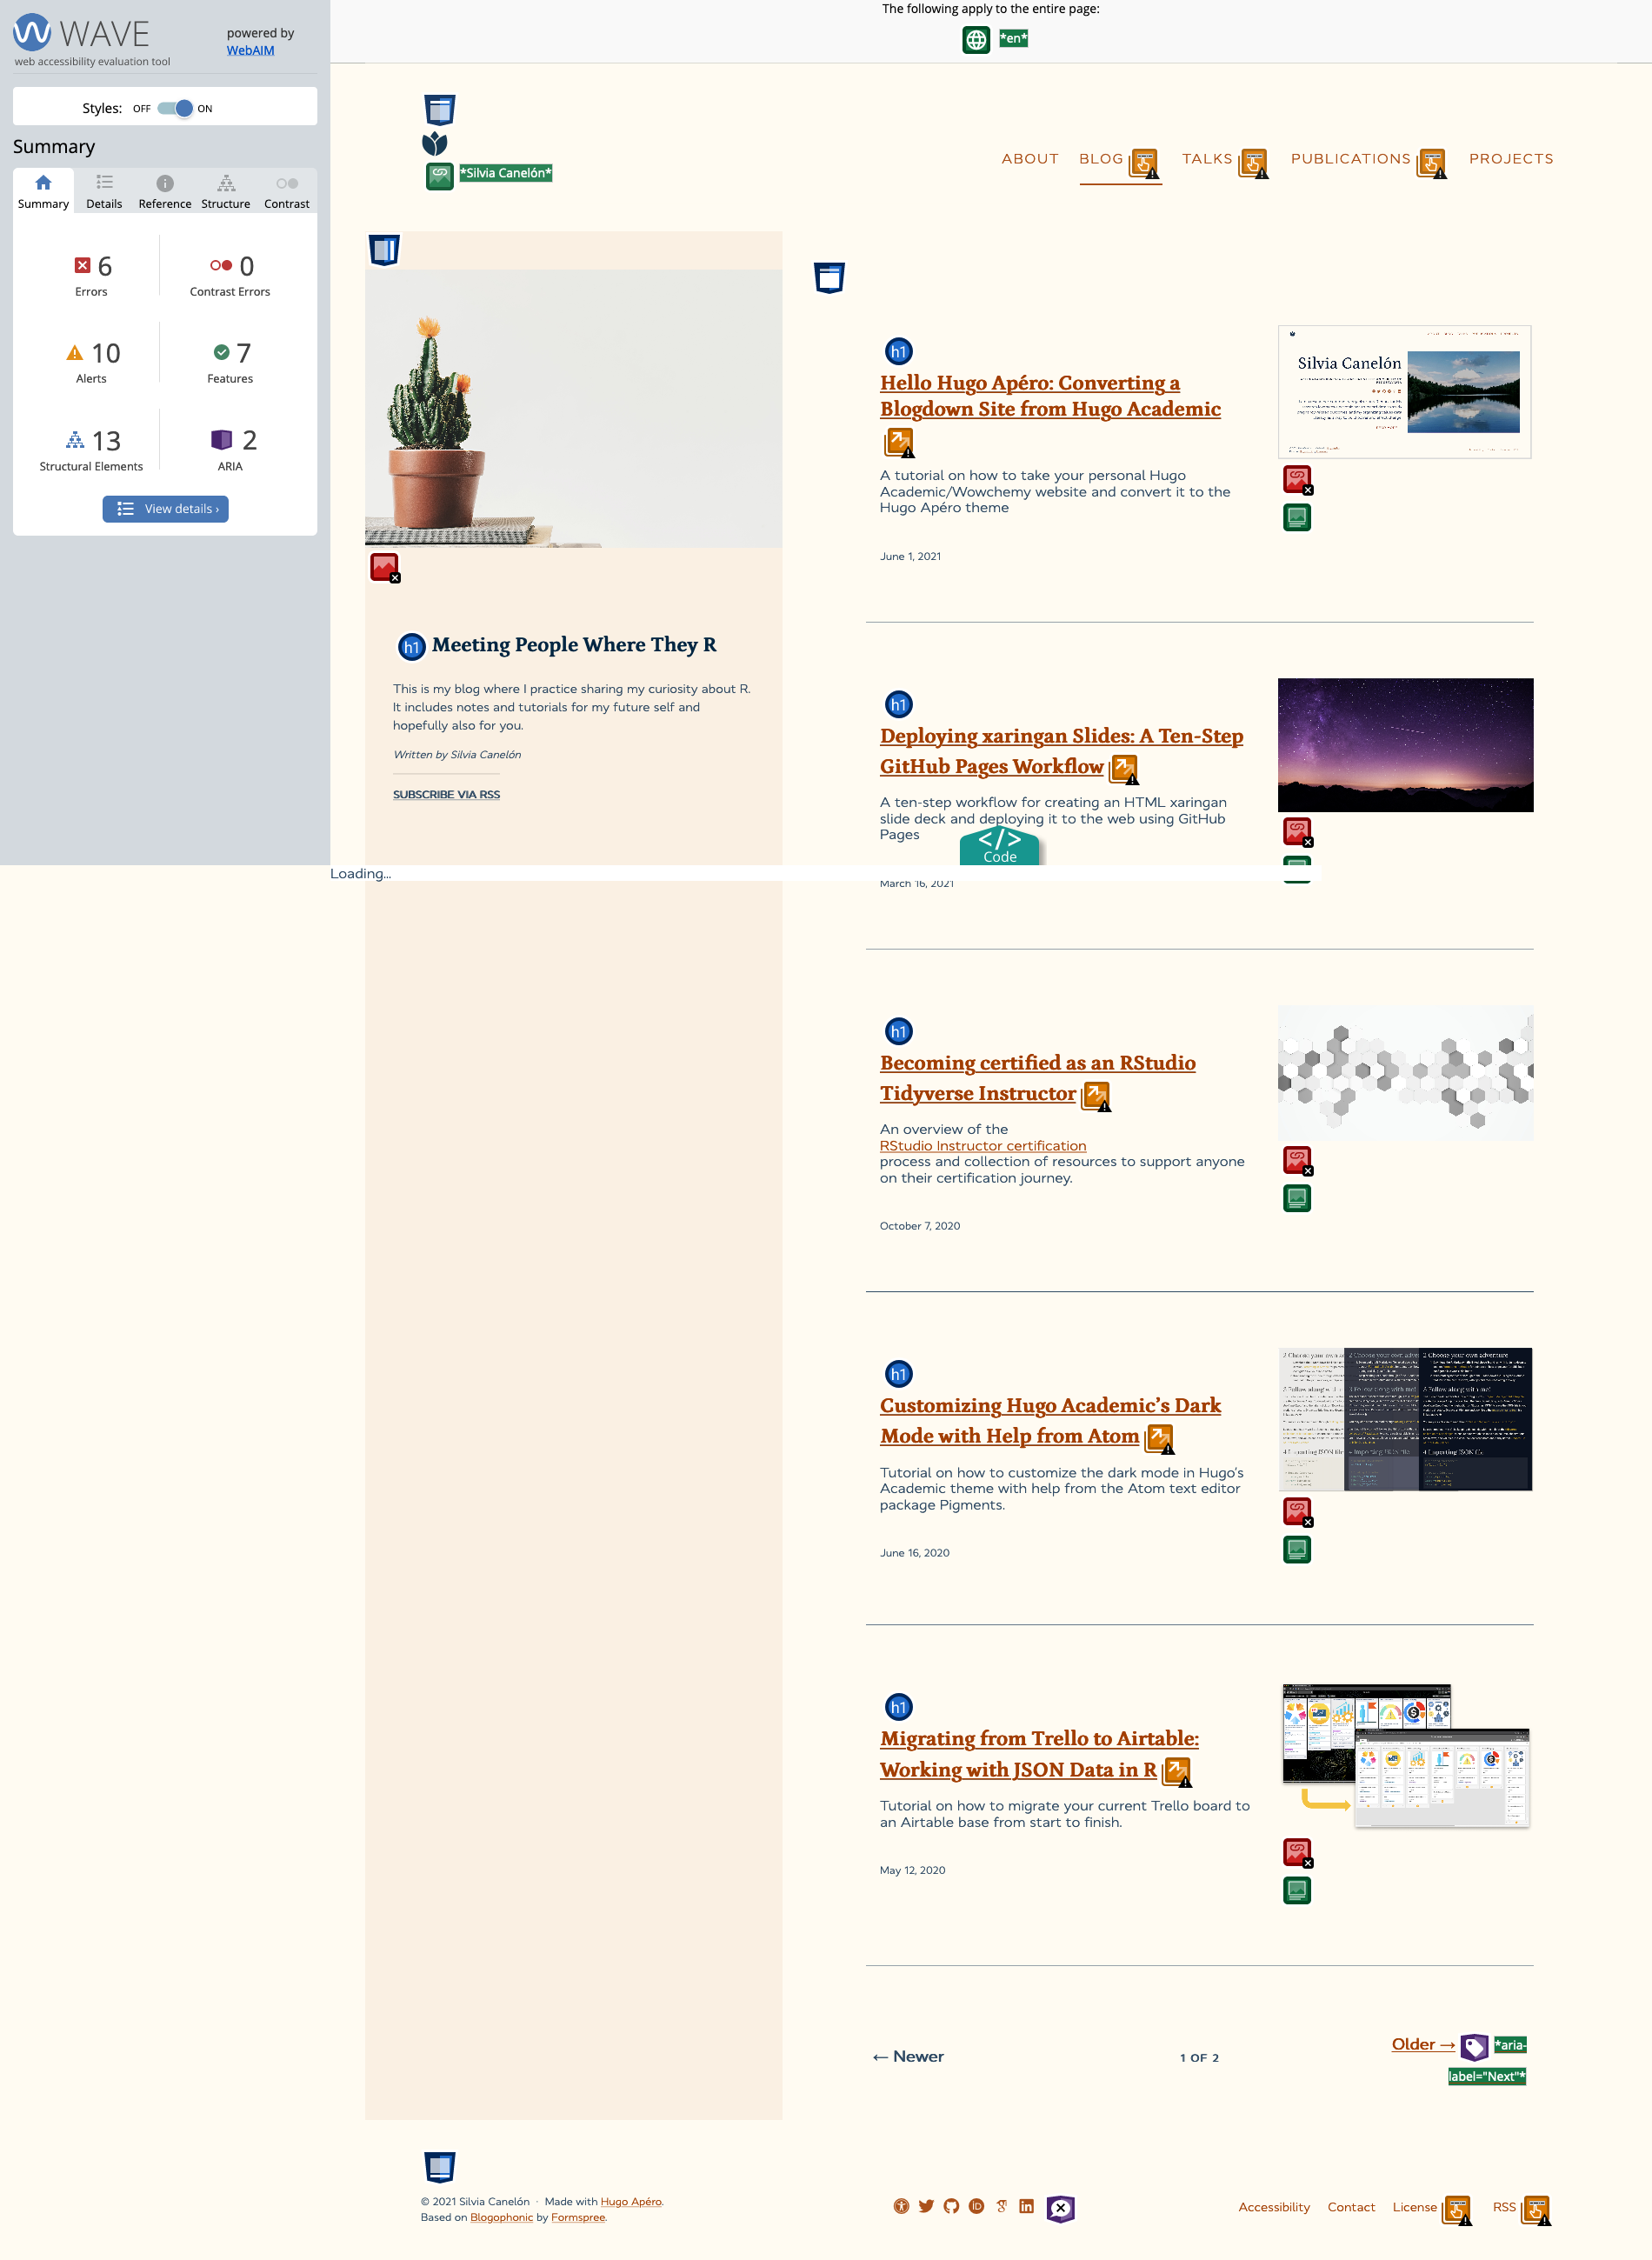 WAVE
web accessibility evaluation tool
powered by
WebAIM
Styles: OFF ON
Summary
Summary Details Reference Structure Contrast
6
Errors
0
Contrast Errors
10
Alerts
7
Features
13
Structural Elements
2
ARIA
View details ›
The following apply to the entire page:
*en*
*Silvia Canelón*
ABOUT BLOG TALKS PUBLICATIONS PROJECTS
h1 Meeting People Where They R
This is my blog where I practice sharing my curiosity about R.
It includes notes and tutorials for my future self and
hopefully also for you.
Written by Silvia Canelón
SUBSCRIBE VIA RSS
h1
Hello Hugo Apéro: Converting a
Blogdown Site from Hugo Academic
A tutorial on how to take your personal Hugo
Academic/Wowchemy website and convert it to the
Hugo Apéro theme
June 1, 2021
Silvia Canelón
h1
Deploying xaringan Slides: A Ten-Step
GitHub Pages Workflow
A ten-step workflow for creating an HTML xaringan
slide deck and deploying it to the web using GitHub
Pages
</>
Code
Loading...
March 16, 2021
h1
Becoming certified as an RStudio
Tidyverse Instructor
An overview of the
RStudio Instructor certification
process and collection of resources to support anyone
on their certification journey.
October 7, 2020
h1
Customizing Hugo Academic’s Dark
Mode with Help from Atom
Tutorial on how to customize the dark mode in Hugo’s
Academic theme with help from the Atom text editor
package Pigments.
June 16, 2020
2 Choose your own adventure
3 Follow along with me!
h1
Migrating from Trello to Airtable:
Working with JSON Data in R
Tutorial on how to migrate your current Trello board to
an Airtable base from start to finish.
May 12, 2020
← Newer
1 OF 2
Older → *aria-
label="Next"*
© 2021 Silvia Canelón · Made with Hugo Apéro.
Based on Blogophonic by Formspree.
Accessibility Contact License RSS